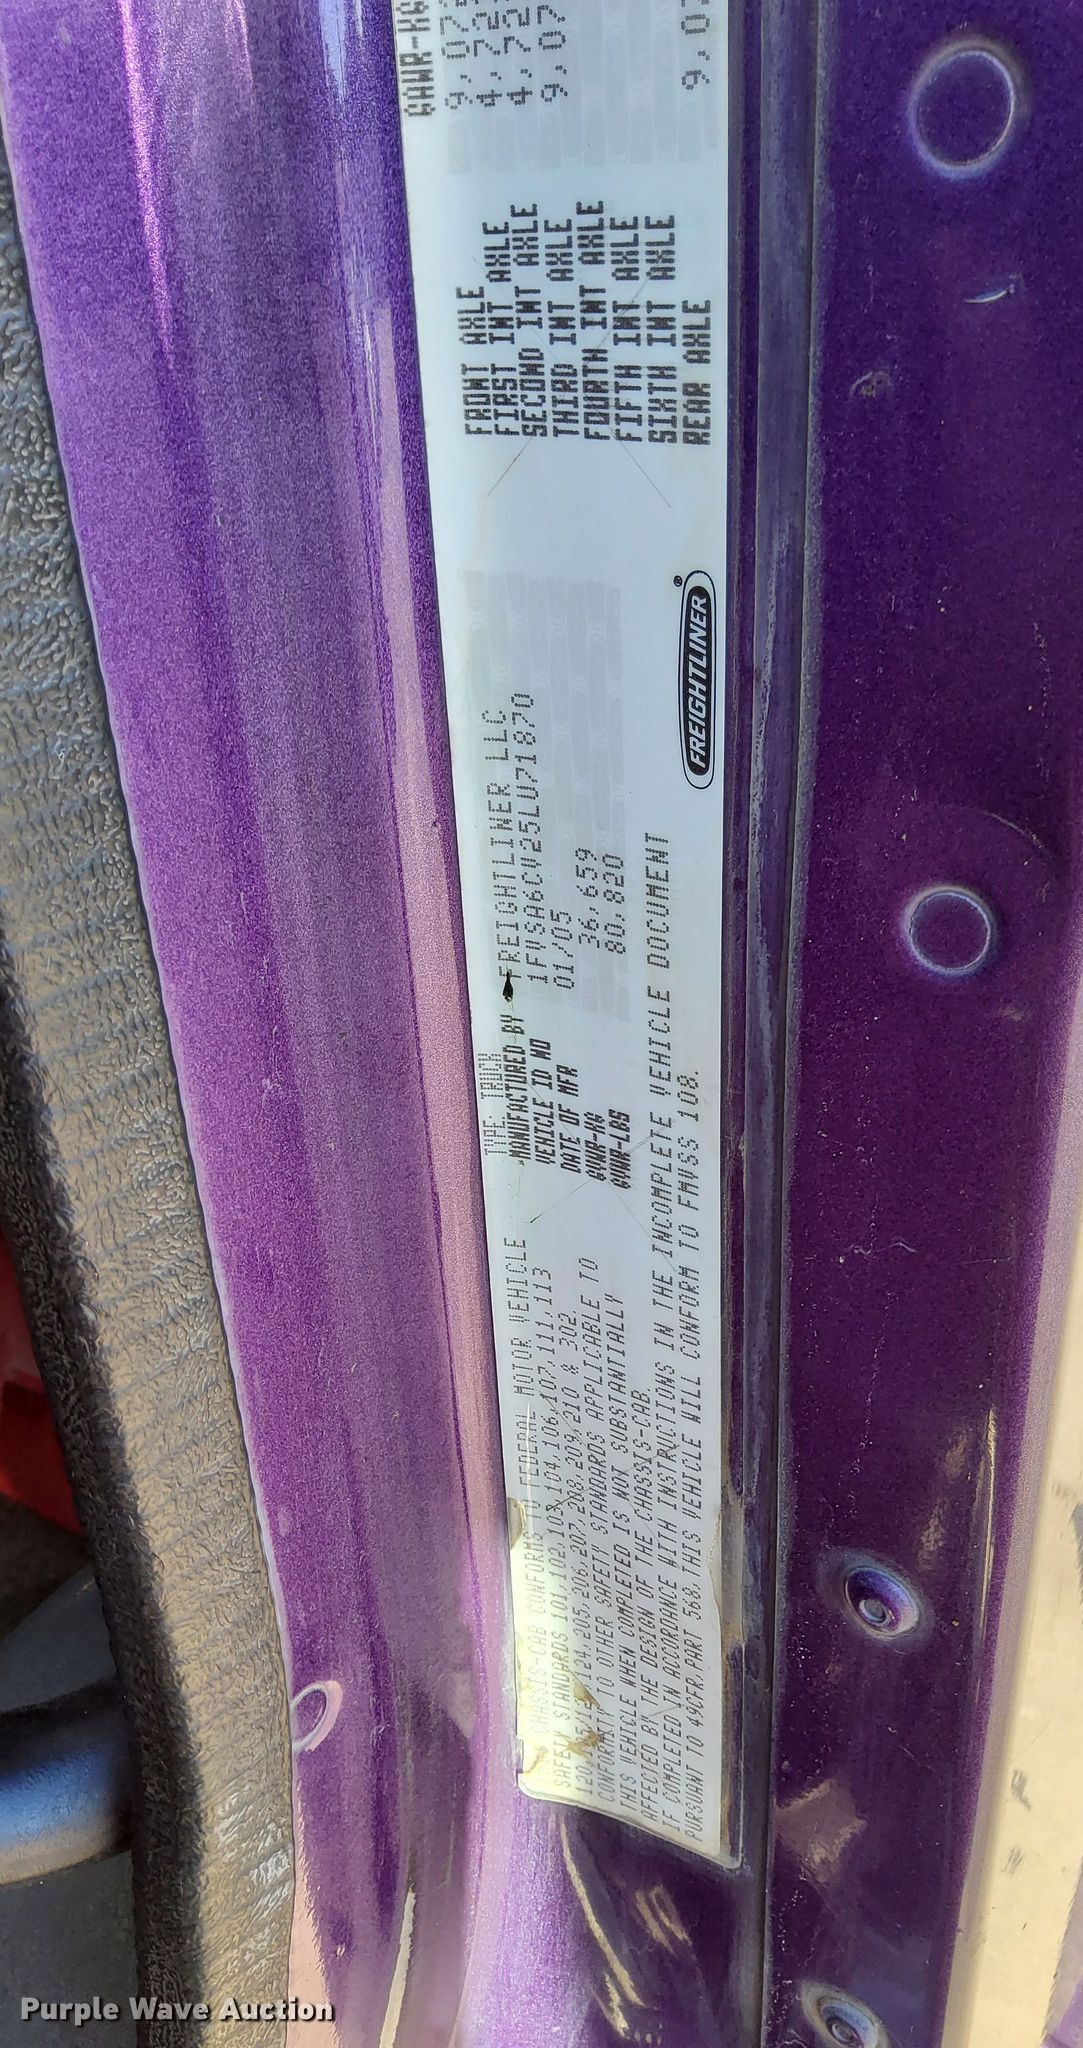 CHASSIS-CAB CONFORMS TO FEDERAL MOTOR VEHICLE
SAFETY STANDARDS 101,102,103,104,106,107,111,113
124,205,206,207,208,209,210 & 302.
CONFORMITY TO OTHER SAFETY STANDARDS APPLICABLE TO
THIS VEHICLE WHEN COMPLETED IS NOT SUBSTANTIALLY
AFFECTED BY THE DESIGN OF THE CHASSIS-CAB.
IF COMPLETED IN ACCORDANCE WITH INSTRUCTIONS IN THE INCOMPLETE VEHICLE DOCUMENT
PURSUANT TO 49CFR,PART 568,THIS VEHICLE WILL CONFORM TO FMVSS 108.
TYPE: TRUCK
MANUFACTURED BY FREIGHTLINER LLC
VEHICLE ID NO 1FVSA6CV25LU71870
DATE OF MFR 01/05
GVWR-KG 36,659
GVWR-LBS 80,820
FREIGHTLINER®
GAWR-KG
FRONT AXLE
FIRST INT AXLE
SECOND INT AXLE
THIRD INT AXLE
FOURTH INT AXLE
FIFTH INT AXLE
SIXTH INT AXLE
REAR AXLE
Purple Wave Auction